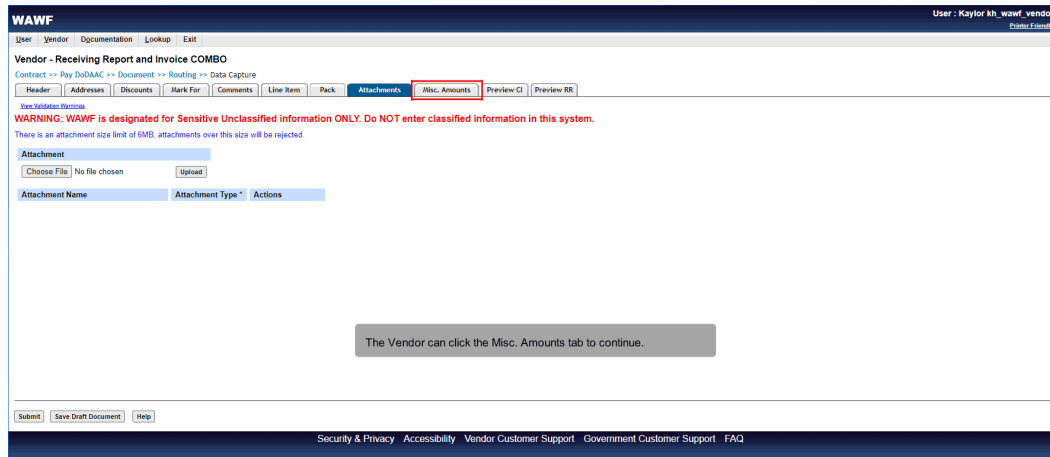 WAWF
User : Kaylor kh_wawf_vendo
Printer Friend
User Vendor Documentation Lookup Exit
Vendor - Receiving Report and Invoice COMBO
Contract >> Pay DoDAAC >> Document >> Routing >> Data Capture
Header Addresses Discounts Mark For Comments Line Item Pack Attachments Misc. Amounts Preview CI Preview RR
View Validation Warnings
WARNING: WAWF is designated for Sensitive Unclassified information ONLY. Do NOT enter classified information in this system.
There is an attachment size limit of 6MB, attachments over this size will be rejected.
Attachment
Choose File No file chosen Upload
Attachment Name Attachment Type * Actions
The Vendor can click the Misc. Amounts tab to continue.
Submit Save Draft Document Help
Security & Privacy Accessibility Vendor Customer Support Government Customer Support FAQ